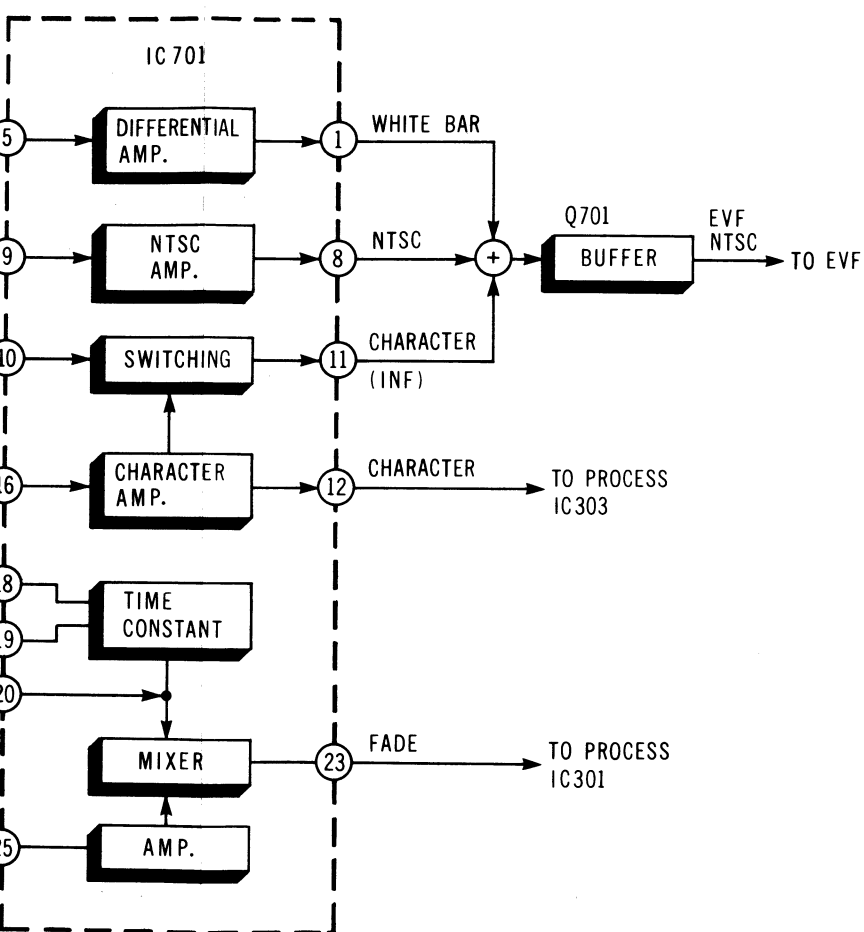 IC701
5
DIFFERENTIAL
AMP.
1
WHITE BAR
9
NTSC
AMP.
8
NTSC
+
Q701
BUFFER
EVF
NTSC
TO EVF
10
SWITCHING
11
CHARACTER
(INF)
16
CHARACTER
AMP.
12
CHARACTER
TO PROCESS
IC303
18
19
TIME
CONSTANT
20
MIXER
23
FADE
TO PROCESS
IC301
25
AMP.